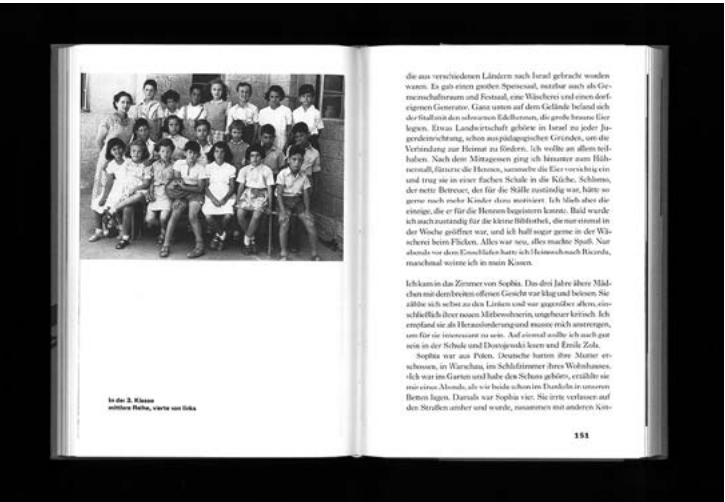 In der 3. Klasse
mittlere Reihe, vierte von links
die aus verschiedenen Ländern nach Israel gebracht worden
waren. Es gab einen großen Speisesaal, nutzbar auch als Ge-
meinschaftsraum und Festsaal, eine Wäscherei und einen dorf-
eigenen Generator. Ganz unten auf dem Gelände befand sich
der Stall mit den schwarzen Edelhennen, die große braune Eier
legten. Etwas Landwirtschaft gehörte in Israel zu jeder Ju-
gendeinrichtung, schon aus pädagogischen Gründen, um die
Verbindung zur Heimat zu fördern. Ich wollte an allem teil-
haben. Nach dem Mittagessen ging ich hinunter zum Hüh-
nerstall, fütterte die Hennen, sammelte die Eier vorsichtig ein
und trug sie in einer flachen Schale in die Küche. Schlomo,
der nette Betreuer, der für die Ställe zuständig war, hätte so
gerne noch mehr Kinder dazu motiviert. Ich blieb aber die
einzige, die er für die Hennen begeistern konnte. Bald wurde
ich auch zuständig für die kleine Bibliothek, die nur einmal in
der Woche geöffnet war, und ich half sogar gerne in der Wä-
scherei beim Flicken. Alles war neu, alles machte Spaß. Nur
abends vor dem Einschlafen hatte ich Heimweh nach Ricarda,
manchmal weinte ich in mein Kissen.
Ich kam in das Zimmer von Sophia. Das drei Jahre ältere Mäd-
chen mit dem breiten offenen Gesicht war klug und belesen. Sie
zählte sich selbst zu den Linken und war gegenüber allem, ein-
schließlich ihrer neuen Mitbewohnerin, ungeheuer kritisch. Ich
empfand sie als Herausforderung und musste mich anstrengen,
um für sie interessant zu sein. Auf einmal wollte ich auch gut
sein in der Schule und Dostojewski lesen und Émile Zola.
Sophia war aus Polen. Deutsche hatten ihre Mutter er-
schossen, in Warschau, im Schlafzimmer ihres Wohnhauses.
»Ich war im Garten und habe den Schuss gehört«, erzählte sie
mir eines Abends, als wir beide schon im Dunkeln in unseren
Betten lagen. Damals war Sophia vier. Sie irrte verlassen auf
den Straßen umher und wurde, zusammen mit anderen Kin-
151